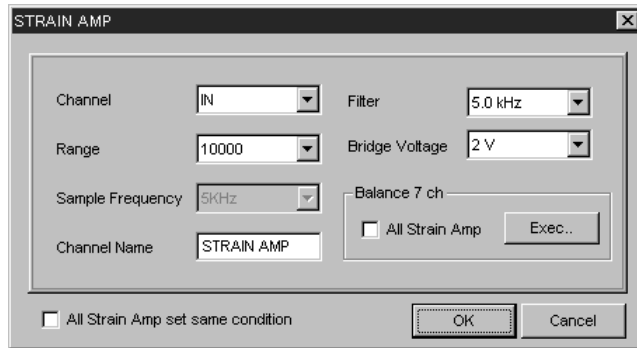 STRAIN AMP
Channel IN Filter 5.0 kHz
Range 10000 Bridge Voltage 2 V
Sample Frequency 5KHz Balance 7 ch
All Strain Amp Exec..
Channel Name STRAIN AMP
All Strain Amp set same condition OK Cancel